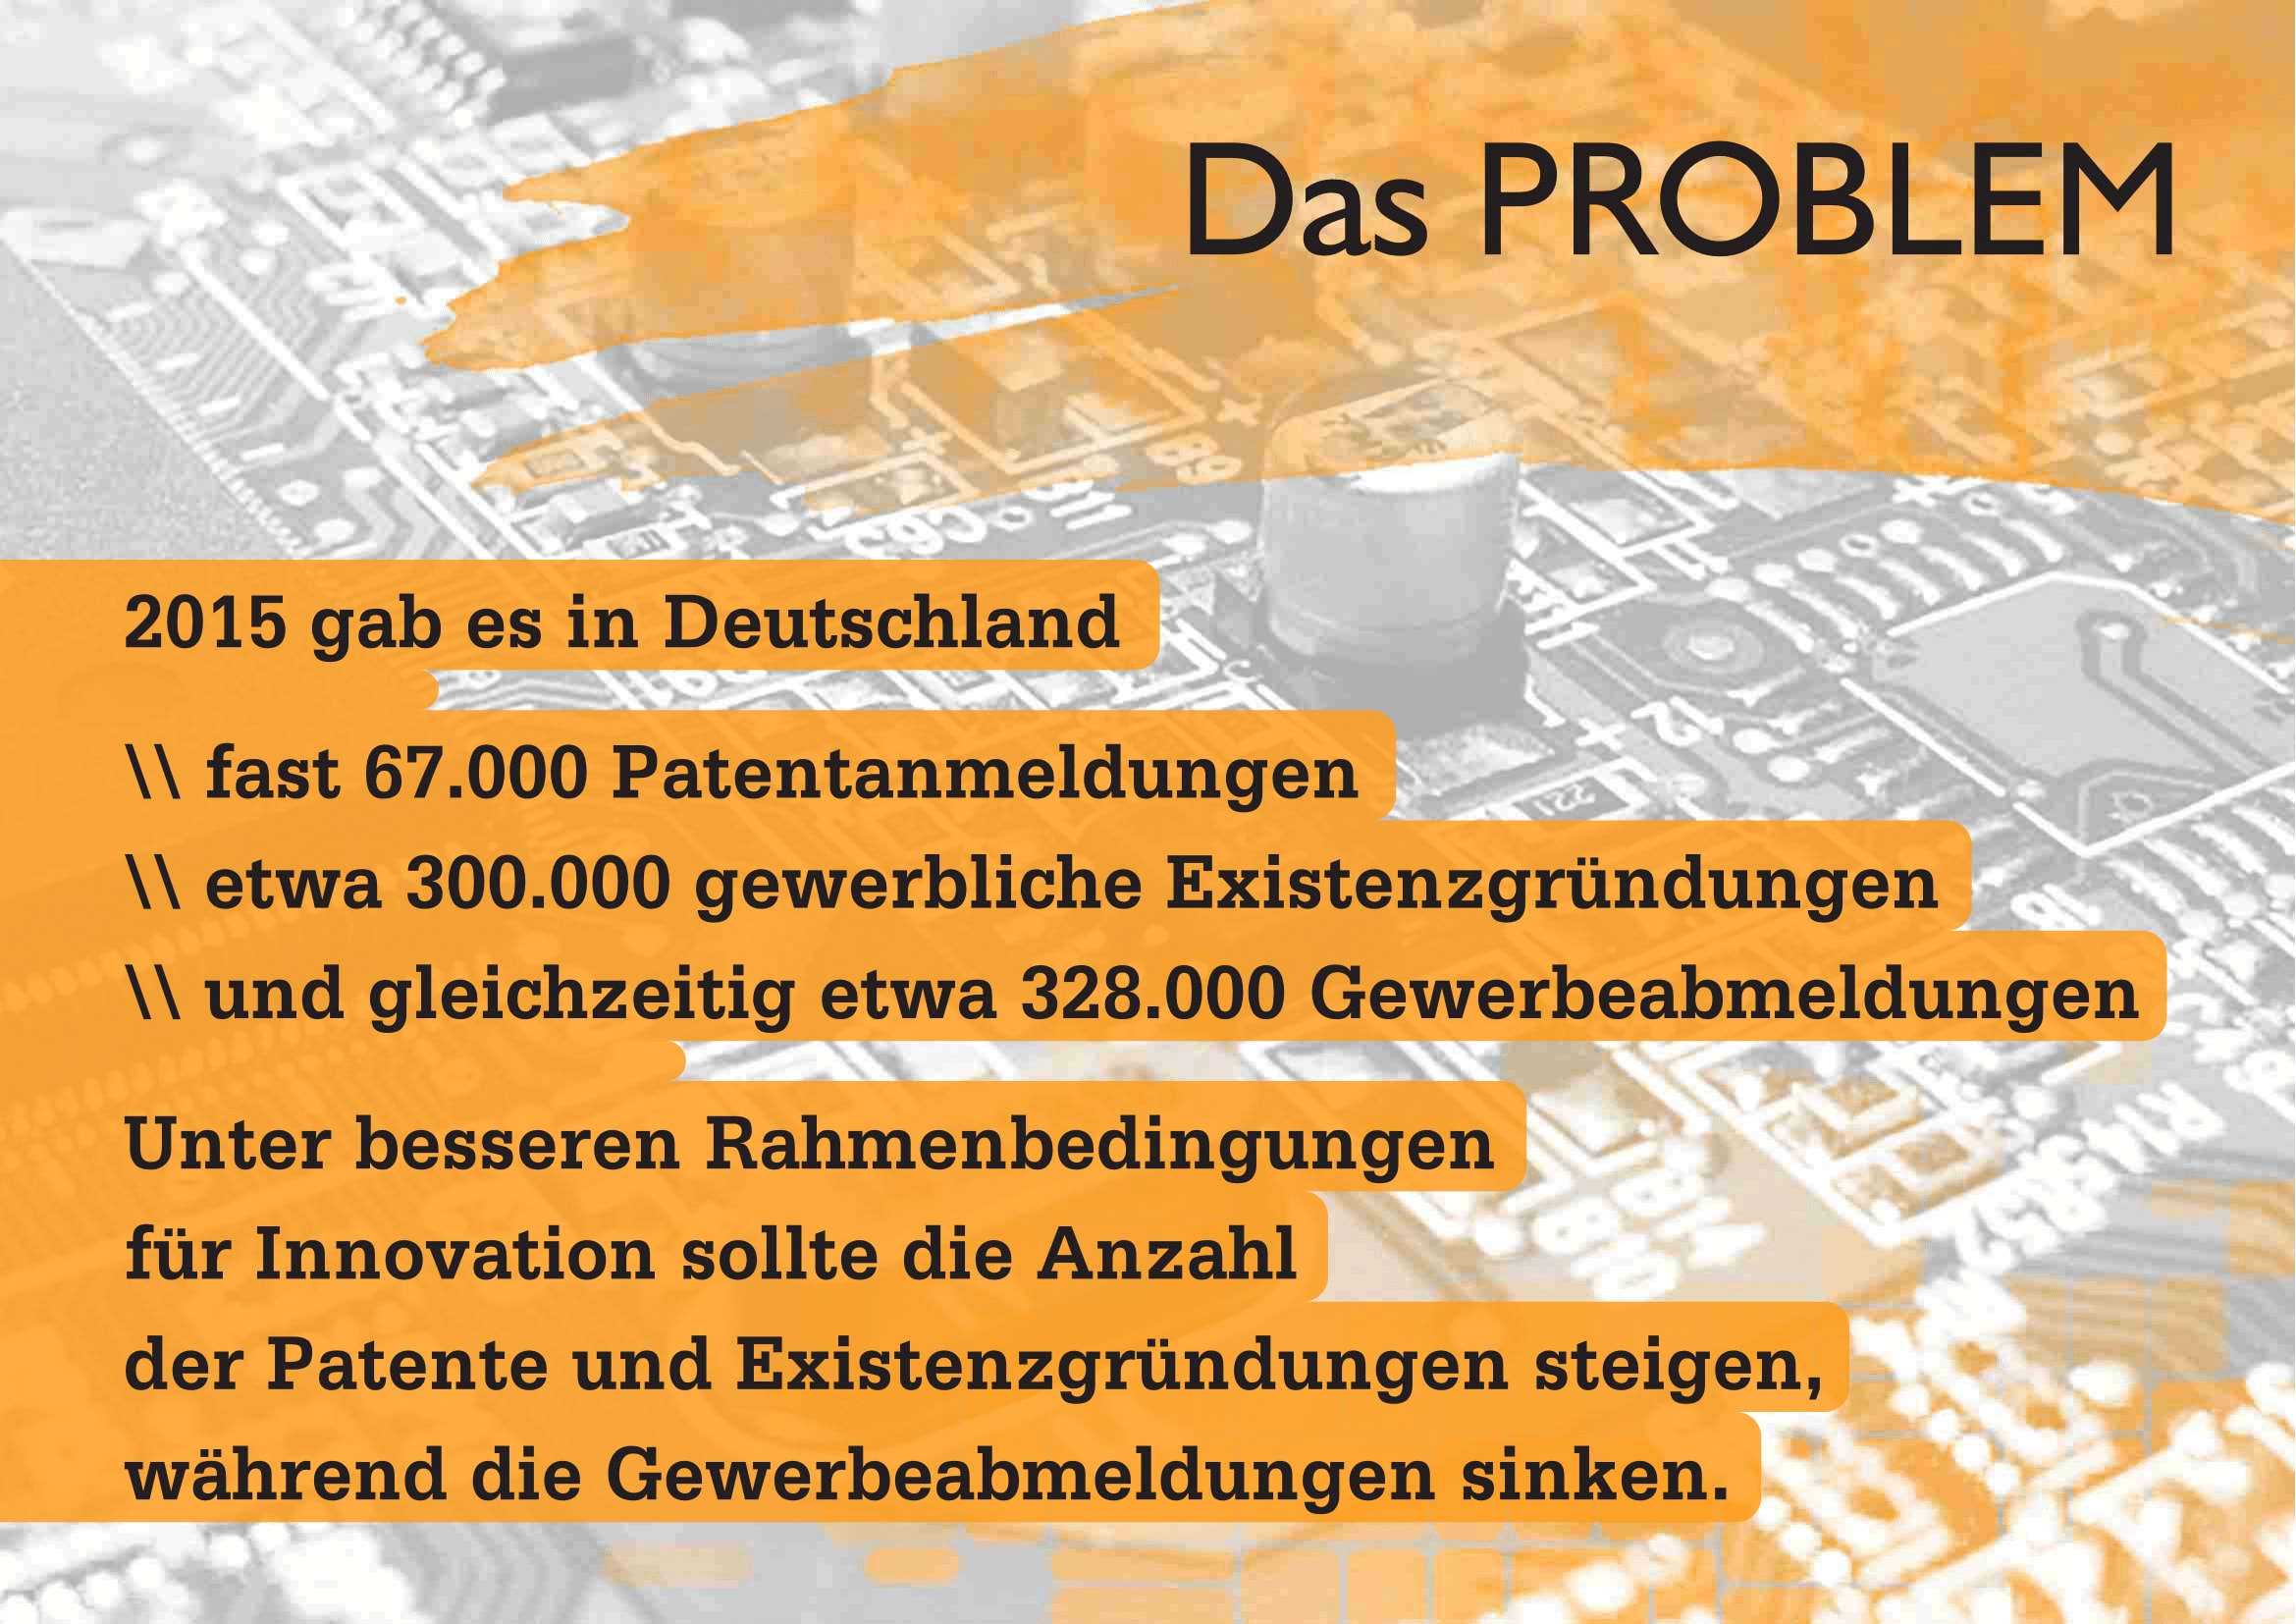 Das PROBLEM
2015 gab es in Deutschland
\\ fast 67.000 Patentanmeldungen
\\ etwa 300.000 gewerbliche Existenzgründungen
\\ und gleichzeitig etwa 328.000 Gewerbeabmeldungen
Unter besseren Rahmenbedingungen
für Innovation sollte die Anzahl
der Patente und Existenzgründungen steigen,
während die Gewerbeabmeldungen sinken.